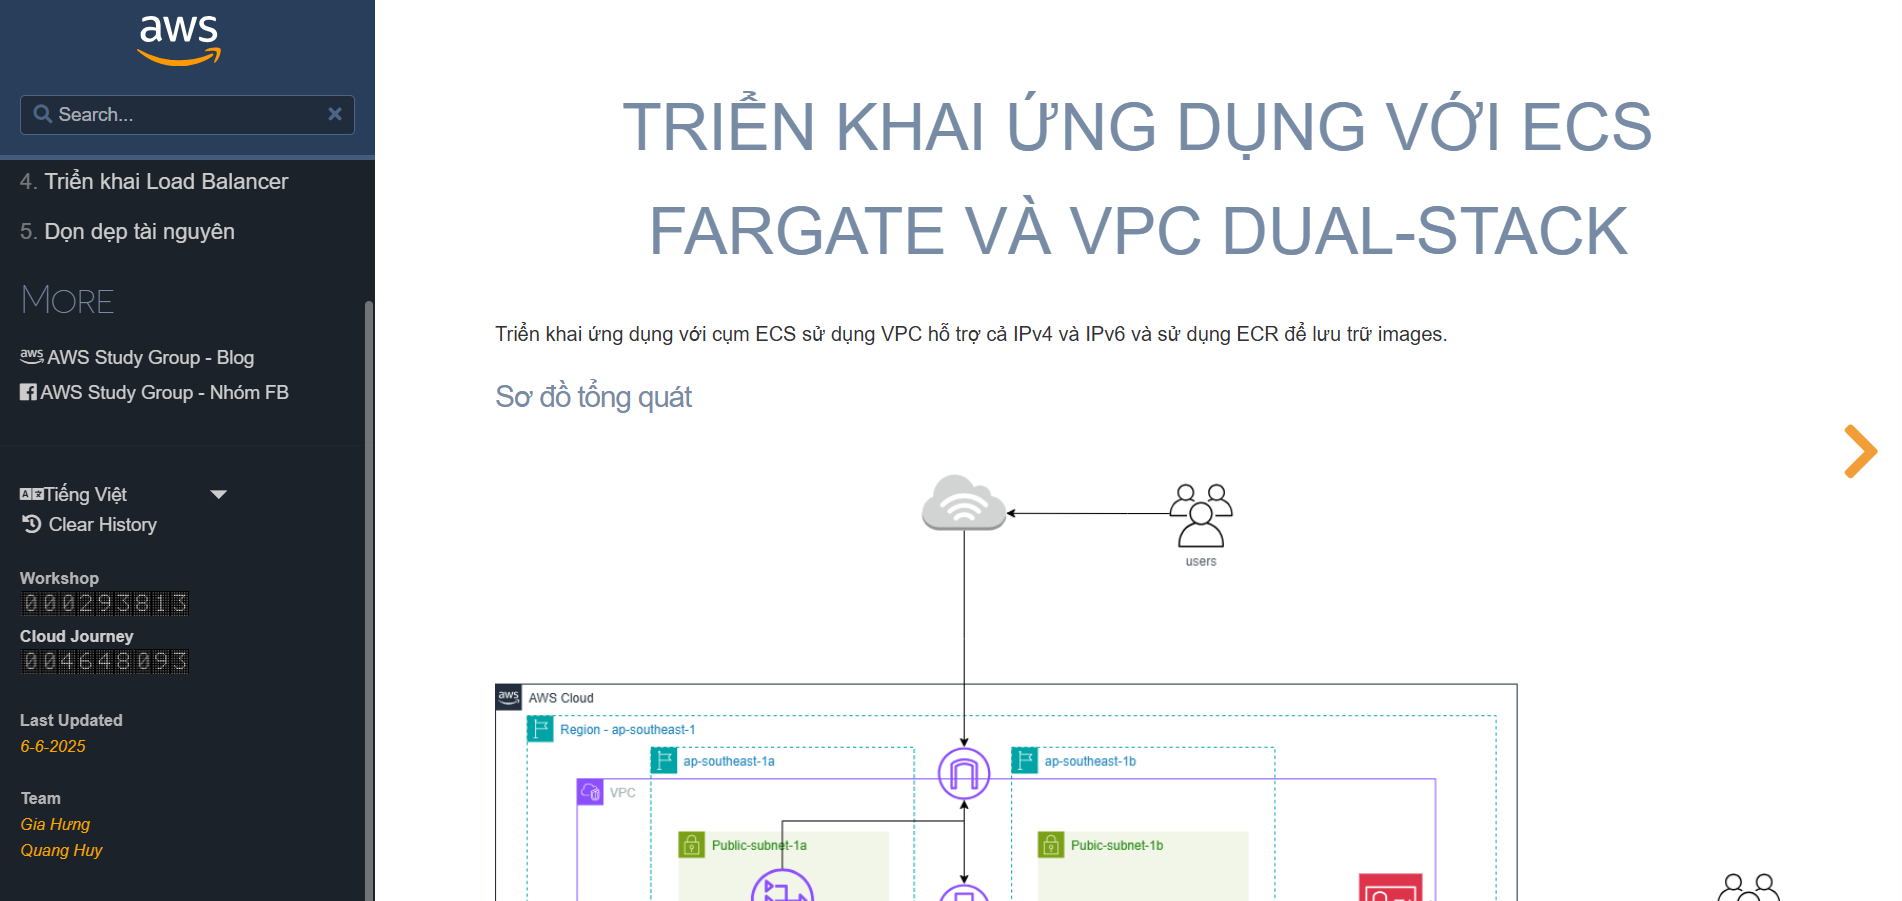 aws
Search...
4. Triển khai Load Balancer
5. Dọn dẹp tài nguyên
MORE
aws AWS Study Group - Blog
AWS Study Group - Nhóm FB
Tiếng Việt
Clear History
Workshop
000293813
Cloud Journey
004648093
Last Updated
6-6-2025
Team
Gia Hưng
Quang Huy
TRIỂN KHAI ỨNG DỤNG VỚI ECS
FARGATE VÀ VPC DUAL-STACK
Triển khai ứng dụng với cụm ECS sử dụng VPC hỗ trợ cả IPv4 và IPv6 và sử dụng ECR để lưu trữ images.
Sơ đồ tổng quát
users
aws AWS Cloud
Region - ap-southeast-1
ap-southeast-1a
ap-southeast-1b
VPC
Public-subnet-1a
Pubic-subnet-1b